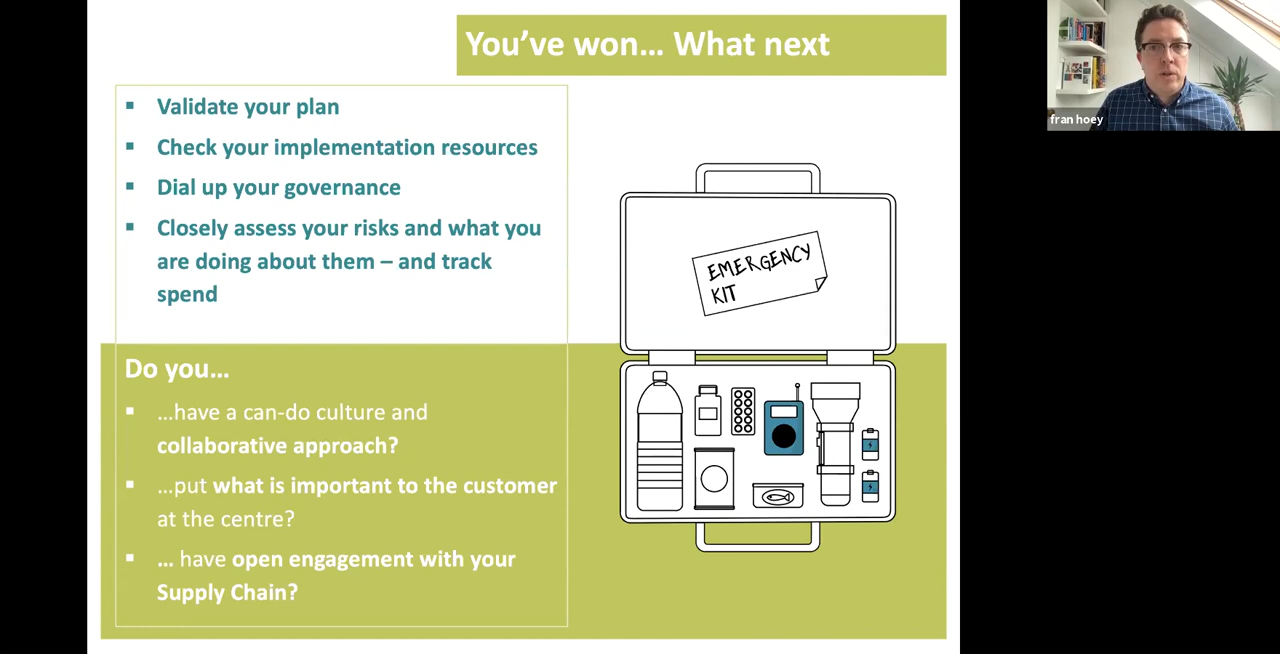 You've won... What next
▪ Validate your plan
▪ Check your implementation resources
▪ Dial up your governance
▪ Closely assess your risks and what you
are doing about them – and track
spend
Do you...
▪ ...have a can-do culture and
collaborative approach?
▪ ...put what is important to the customer
at the centre?
▪ ... have open engagement with your
Supply Chain?
EMERGENCY
KIT
fran hoey